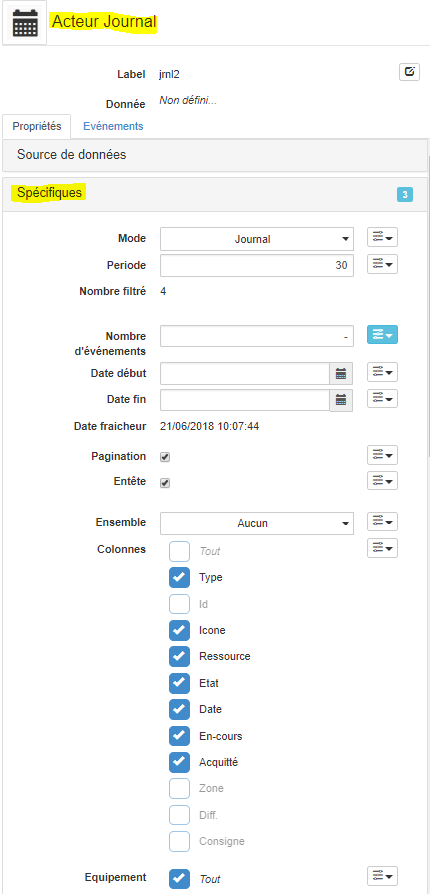 Acteur Journal
Label jrnl2
Donnée Non défini...
Propriétés Evénements
Source de données
Spécifiques 3
Mode Journal
Periode 30
Nombre filtré 4
Nombre d'événements -
Date début
Date fin
Date fraicheur 21/06/2018 10:07:44
Pagination
Entête
Ensemble Aucun
Colonnes Tout
Type
Id
Icone
Ressource
Etat
Date
En-cours
Acquitté
Zone
Diff.
Consigne
Equipement Tout